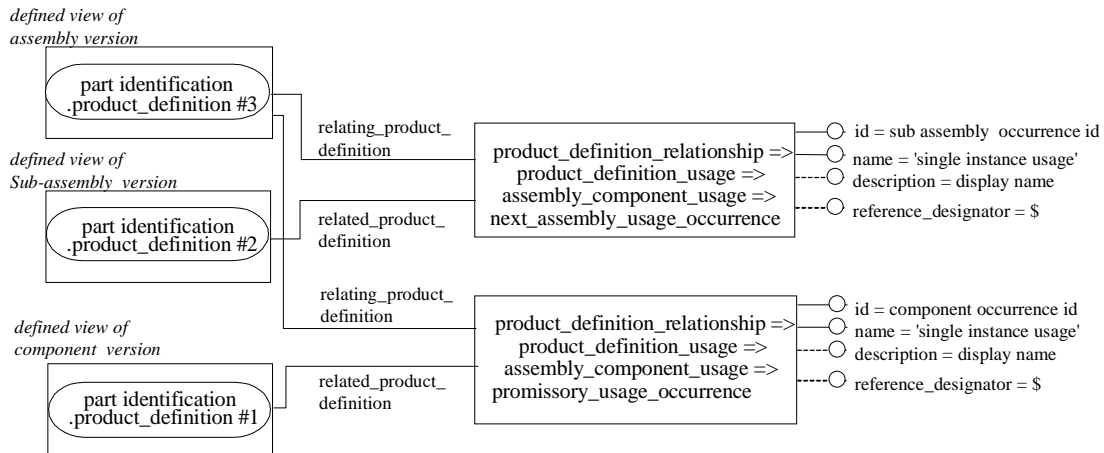 defined view of
assembly version
part identification
.product_definition #3
defined view of
Sub-assembly version
part identification
.product_definition #2
defined view of
component version
part identification
.product_definition #1
relating_product_
definition
related_product_
definition
relating_product_
definition
related_product_
definition
product_definition_relationship =>
product_definition_usage =>
assembly_component_usage =>
next_assembly_usage_occurrence
id = sub assembly occurrence id
name = 'single instance usage'
description = display name
reference_designator = $
product_definition_relationship =>
product_definition_usage =>
assembly_component_usage =>
promissory_usage_occurrence
id = component occurrence id
name = 'single instance usage'
description = display name
reference_designator = $